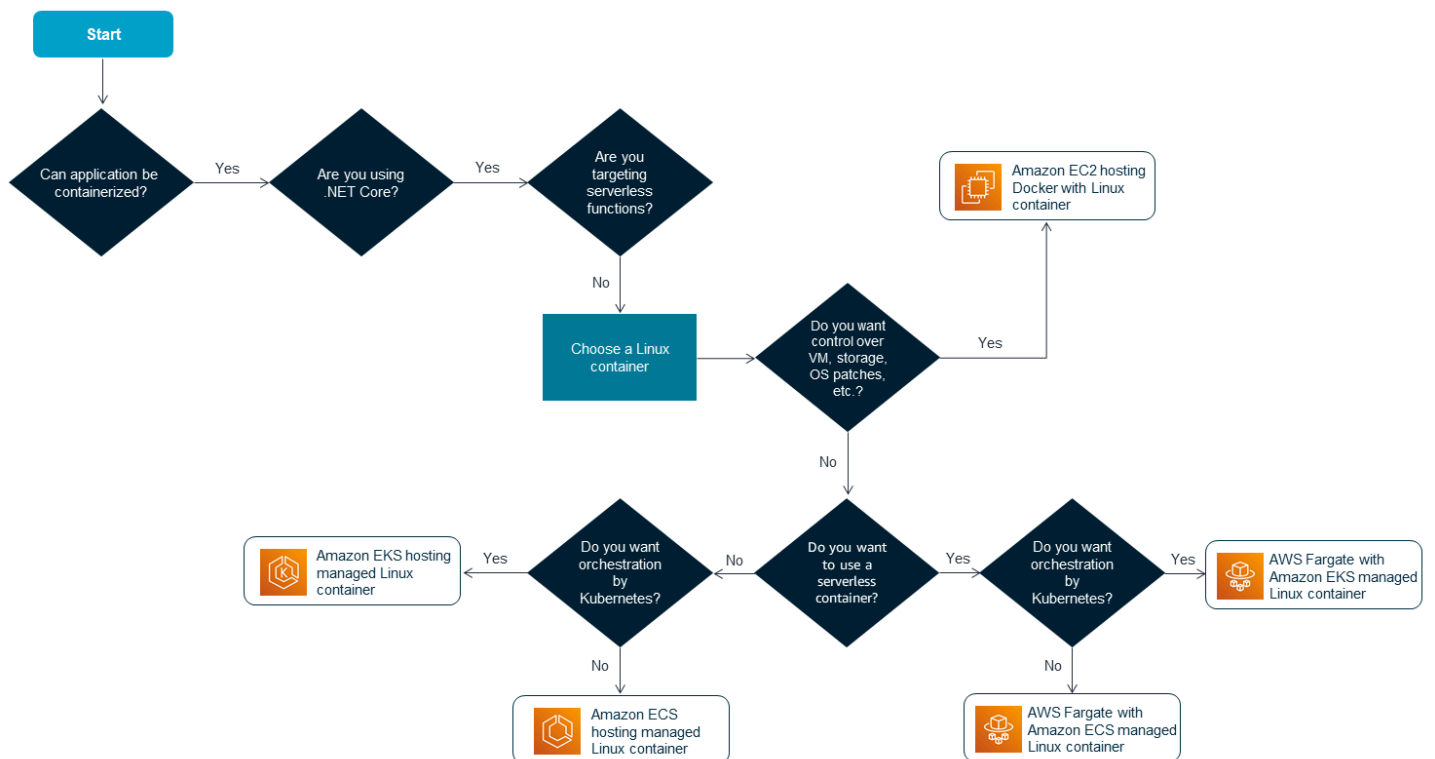 Start
Can application be
containerized?
Yes
Are you using
.NET Core?
Yes
Are you
targeting
serverless
functions?
No
Choose a Linux
container
Do you want
control over
VM, storage,
OS patches,
etc.?
Yes
Amazon EC2 hosting
Docker with Linux
container
No
Do you want
to use a
serverless
container?
No
Do you want
orchestration
by
Kubernetes?
Yes
Amazon EKS hosting
managed Linux
container
K
No
Amazon ECS
hosting managed
Linux container
Yes
Do you want
orchestration
by
Kubernetes?
Yes
AWS Fargate with
Amazon EKS managed
Linux container
No
AWS Fargate with
Amazon ECS managed
Linux container